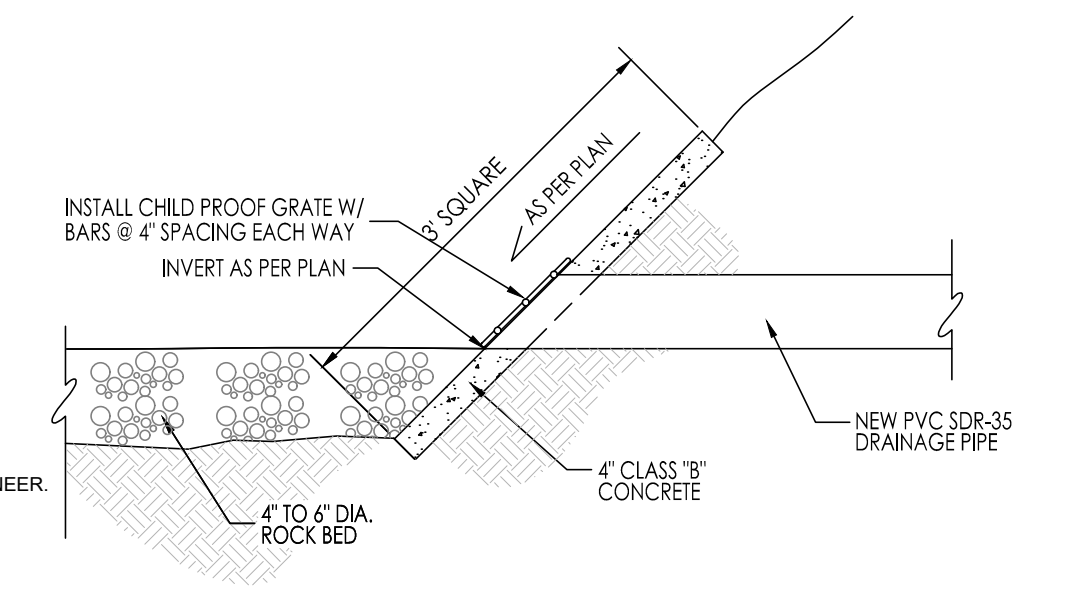 3' SQUARE
AS PER PLAN
INSTALL CHILD PROOF GRATE W/
BARS @ 4" SPACING EACH WAY
INVERT AS PER PLAN
NEW PVC SDR-35
DRAINAGE PIPE
4" CLASS "B"
CONCRETE
NEER.
4" TO 6" DIA.
ROCK BED